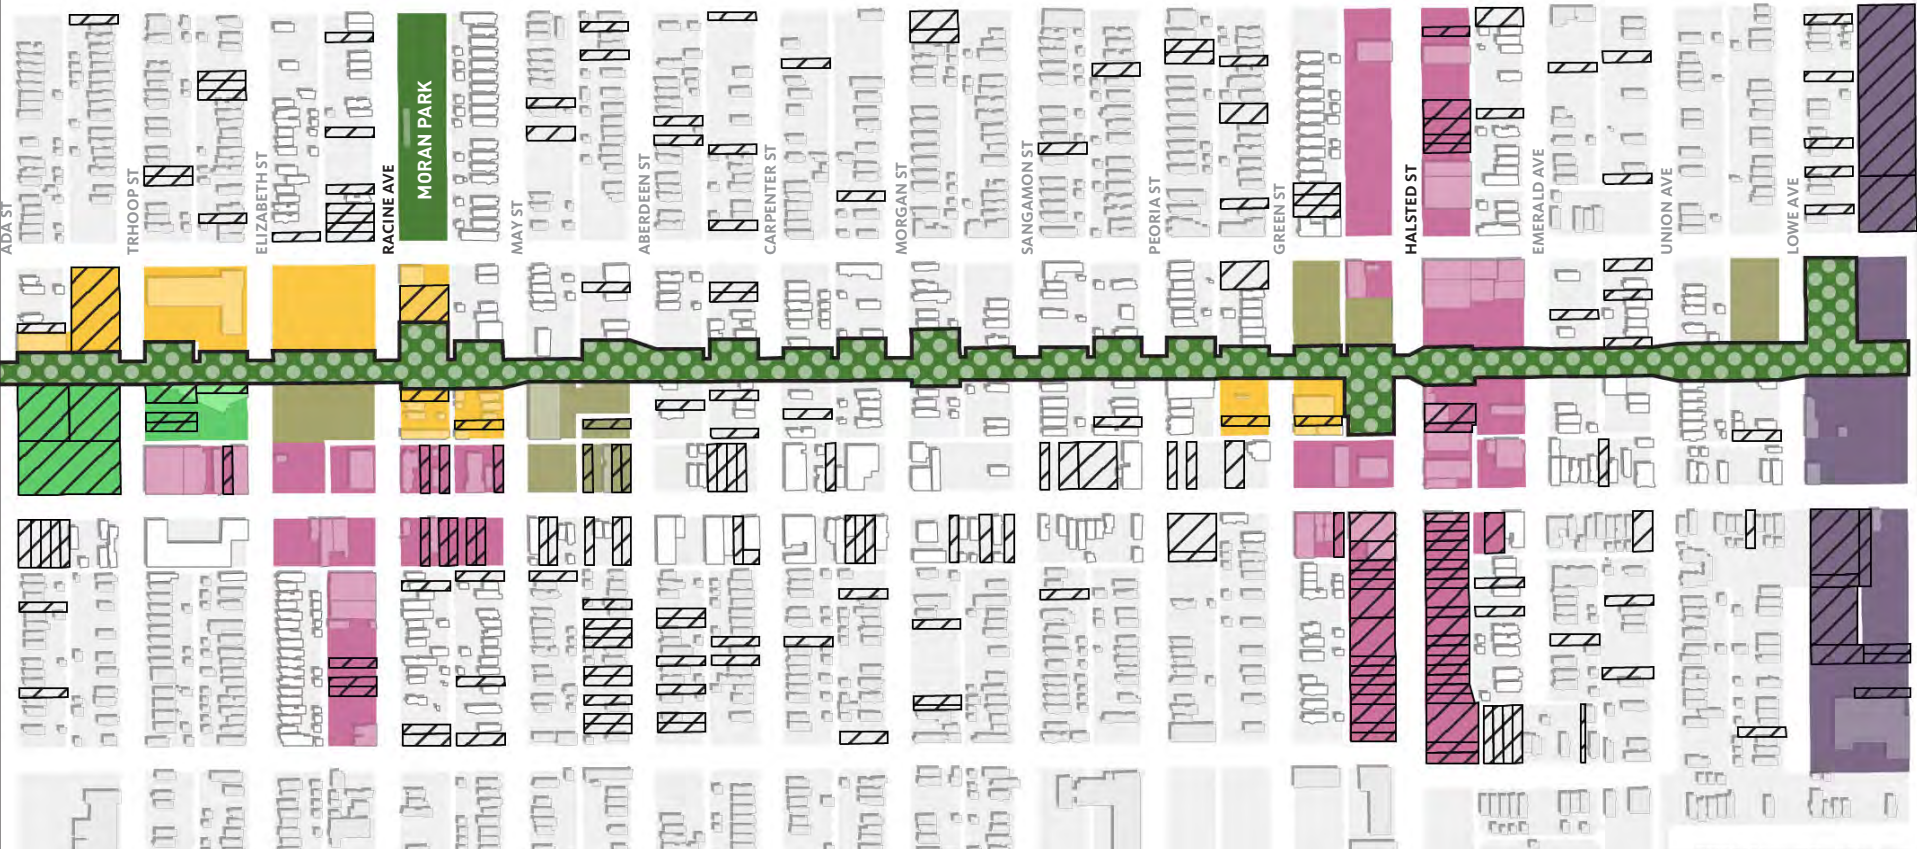 ADA ST
TRHOOP ST
ELIZABETH ST
RACINE AVE
MORAN PARK
MAY ST
ABERDEEN ST
CARPENTER ST
MORGAN ST
SANGAMON ST
PEORIA ST
GREEN ST
HALSTED ST
EMERALD AVE
UNION AVE
LOWE AVE